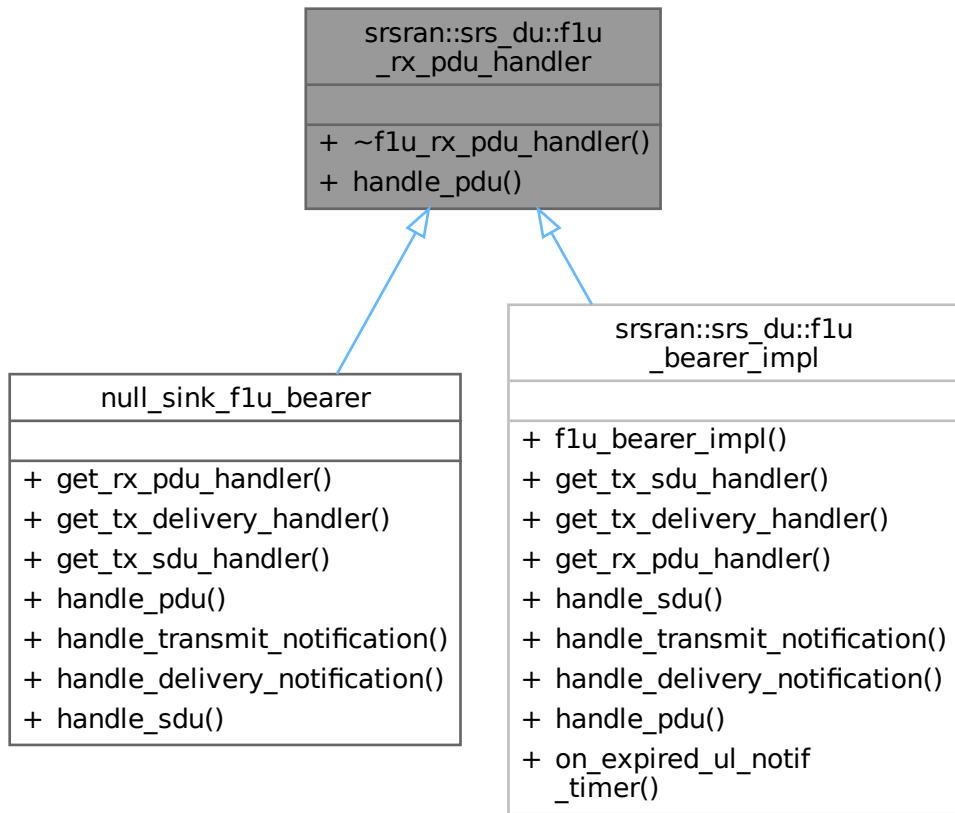 srsran::srs_du::f1u
_rx_pdu_handler
+ ~f1u_rx_pdu_handler()
+ handle_pdu()
null_sink_f1u_bearer
+ get_rx_pdu_handler()
+ get_tx_delivery_handler()
+ get_tx_sdu_handler()
+ handle_pdu()
+ handle_transmit_notification()
+ handle_delivery_notification()
+ handle_sdu()
srsran::srs_du::f1u
_bearer_impl
+ f1u_bearer_impl()
+ get_tx_sdu_handler()
+ get_tx_delivery_handler()
+ get_rx_pdu_handler()
+ handle_sdu()
+ handle_transmit_notification()
+ handle_delivery_notification()
+ handle_pdu()
+ on_expired_ul_notif
_timer()